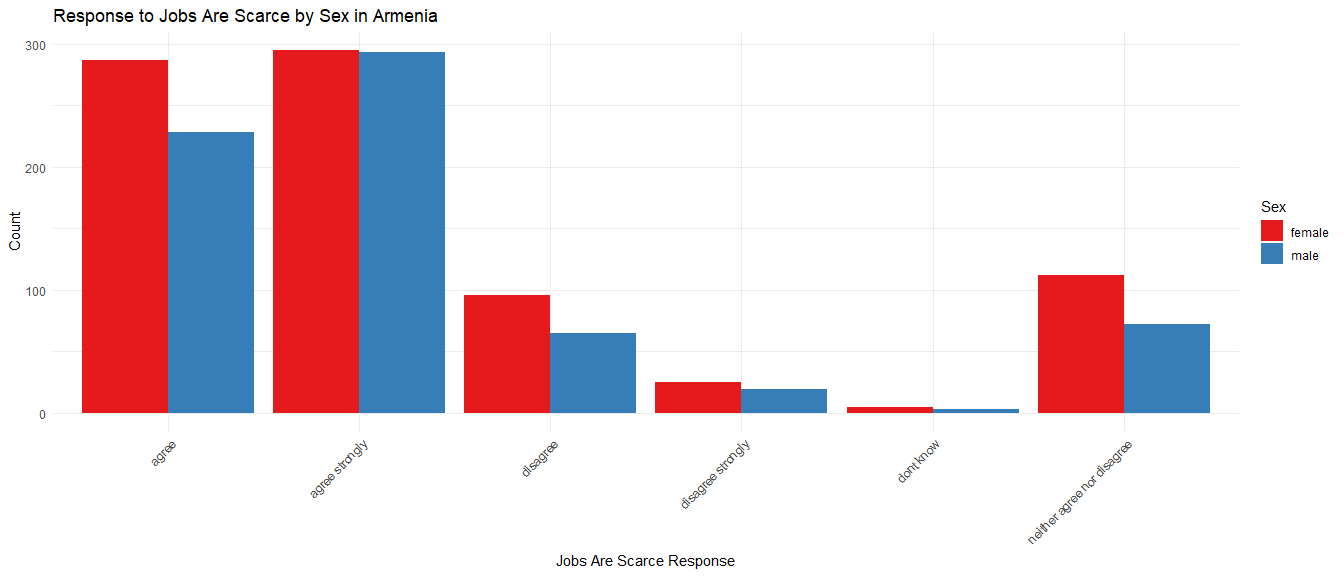 Response to Jobs Are Scarce by Sex in Armenia
300
200
100
0
Count
agree
agree strongly
disagree
disagree strongly
dont know
neither agree nor disagree
Jobs Are Scarce Response
Sex
female
male